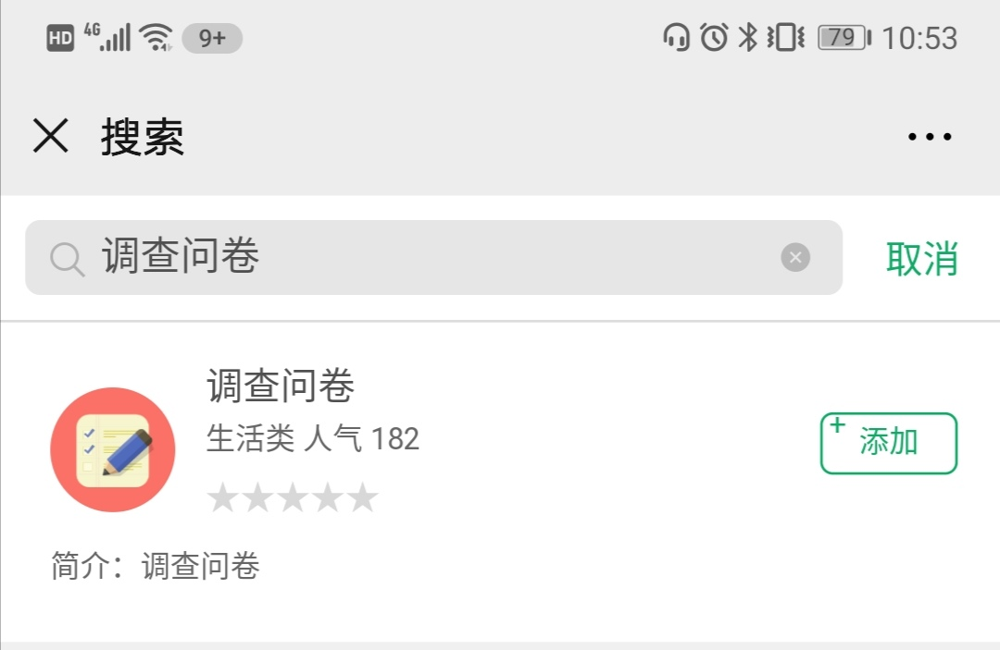 HD 4G 9+ 79 10:53
搜索
调查问卷 取消
调查问卷
生活类 人气 182
+ 添加
简介：调查问卷